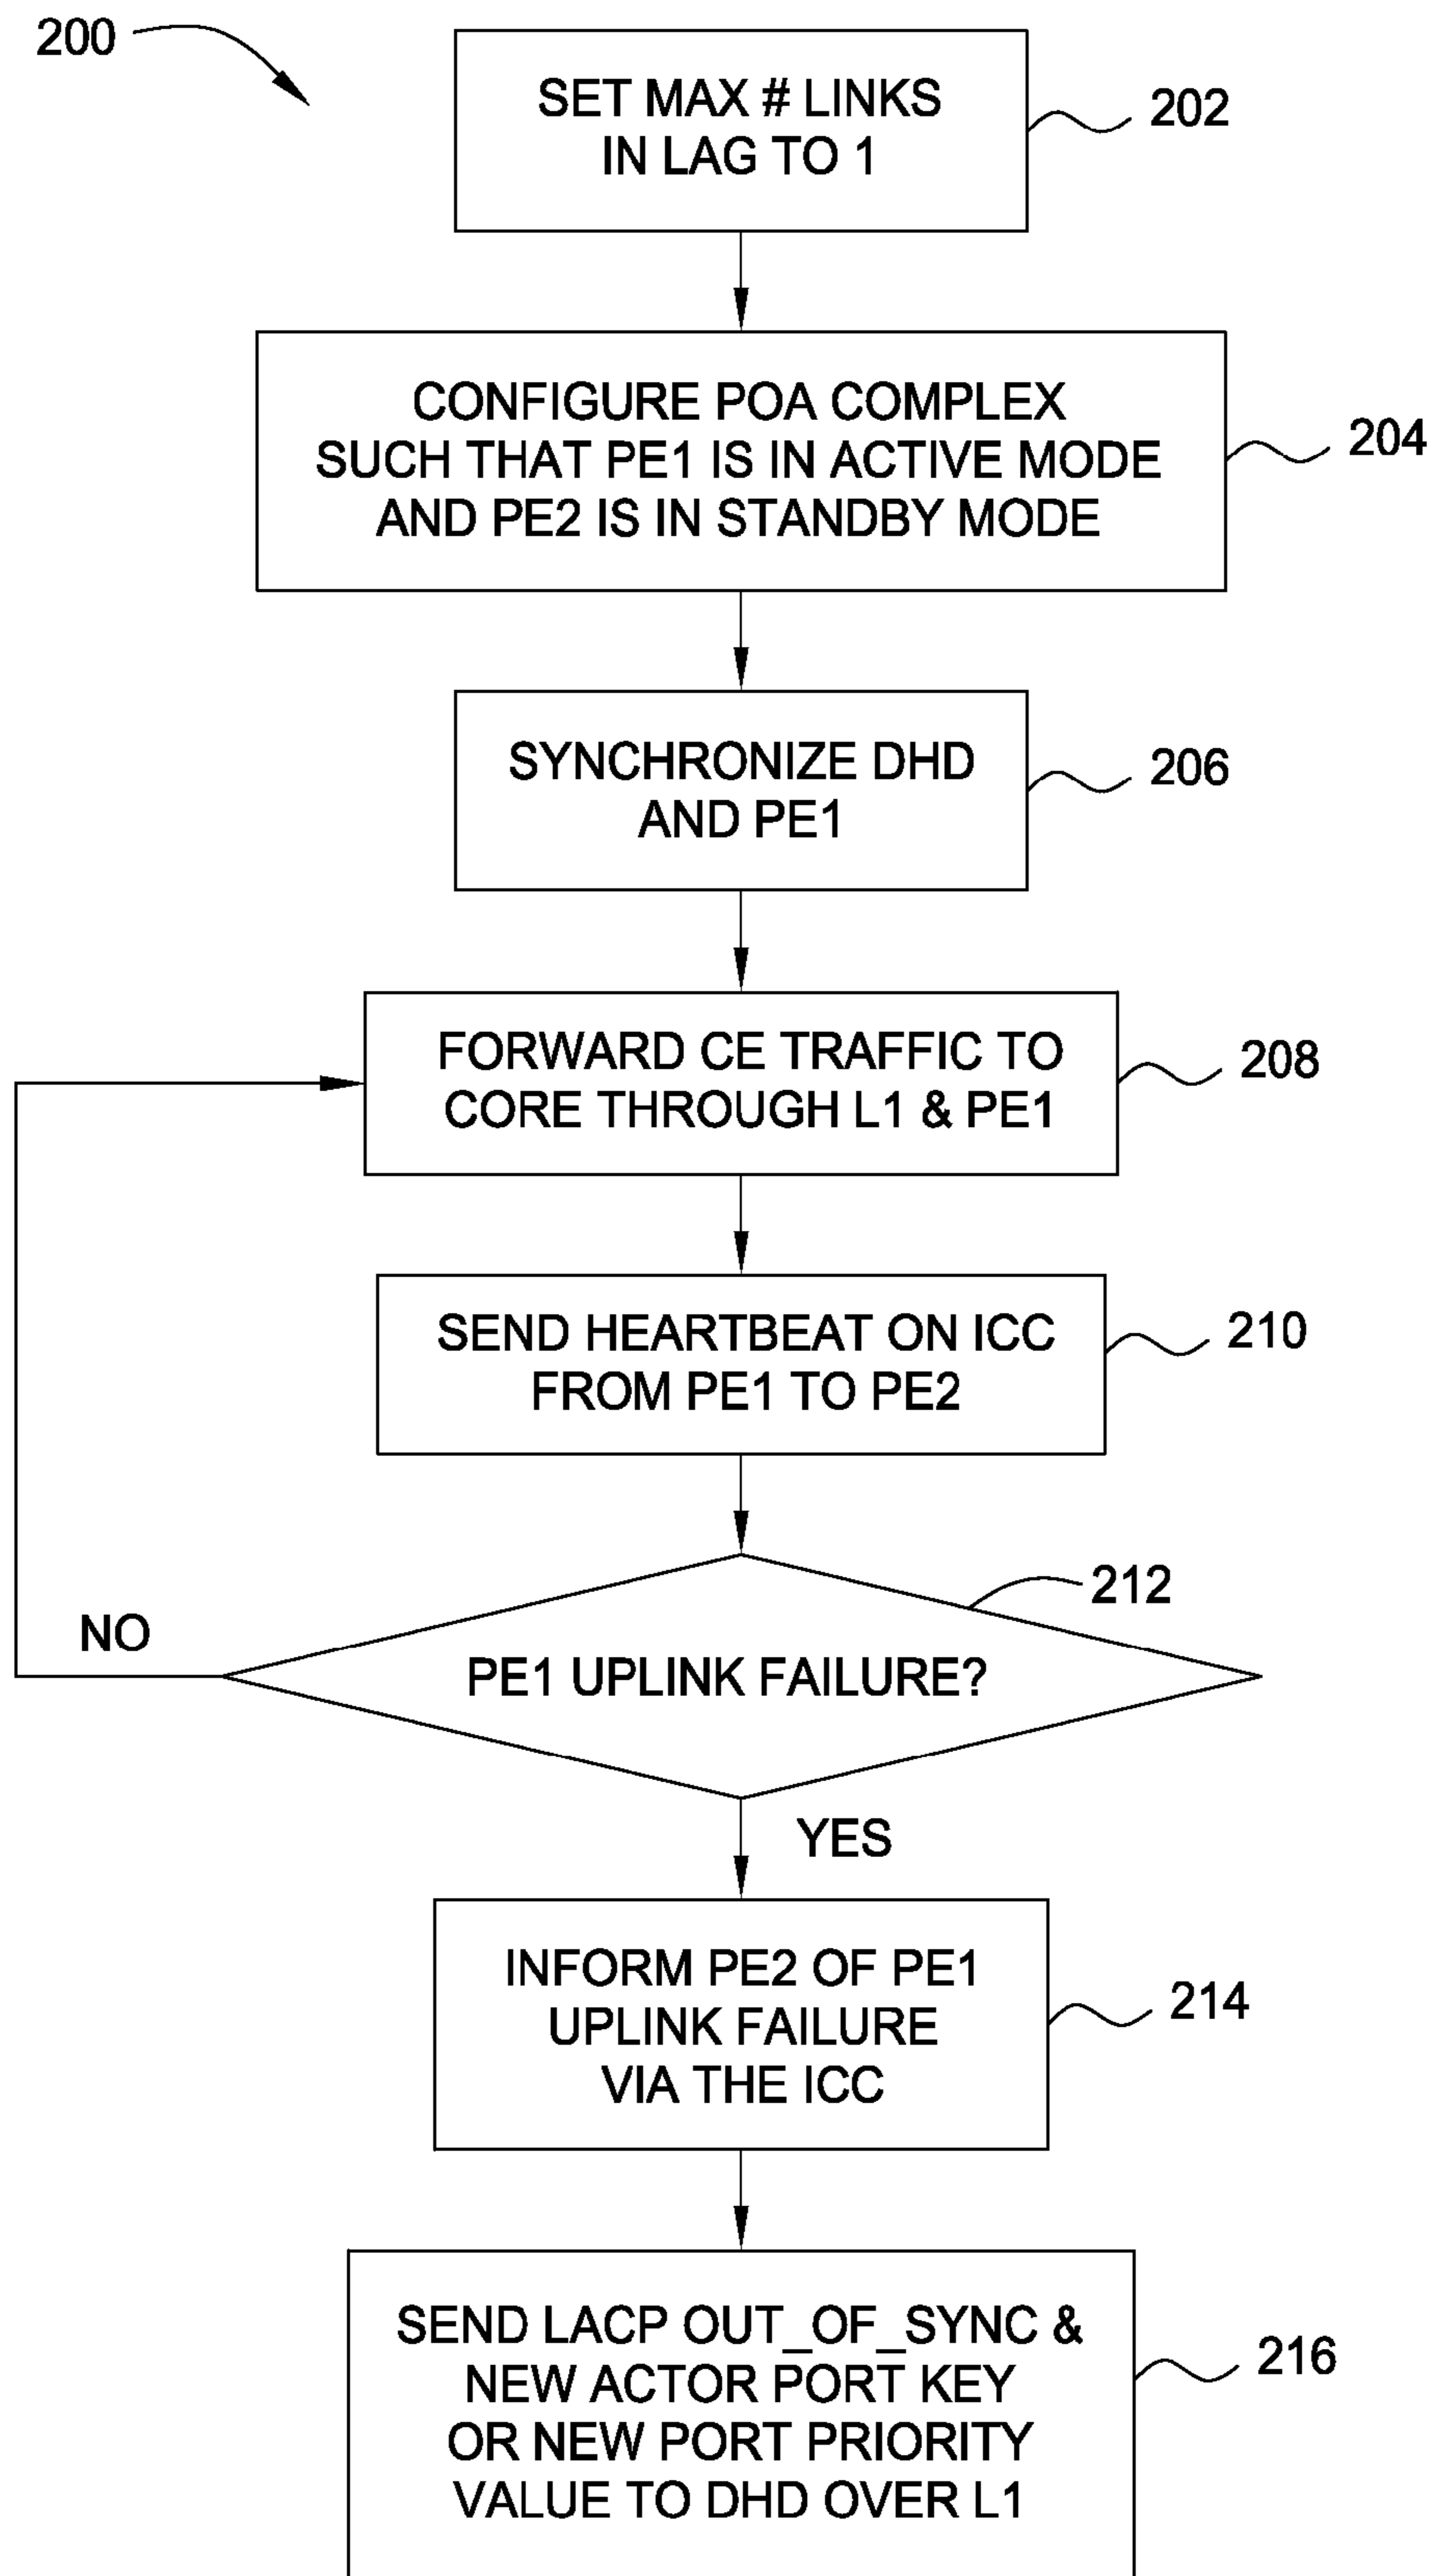 200
SET MAX # LINKS
IN LAG TO 1
202
CONFIGURE POA COMPLEX
SUCH THAT PE1 IS IN ACTIVE MODE
AND PE2 IS IN STANDBY MODE
204
SYNCHRONIZE DHD
AND PE1
206
FORWARD CE TRAFFIC TO
CORE THROUGH L1 & PE1
208
SEND HEARTBEAT ON ICC
FROM PE1 TO PE2
210
212
NO
PE1 UPLINK FAILURE?
YES
INFORM PE2 OF PE1
UPLINK FAILURE
VIA THE ICC
214
SEND LACP OUT_OF_SYNC &
NEW ACTOR PORT KEY
OR NEW PORT PRIORITY
VALUE TO DHD OVER L1
216